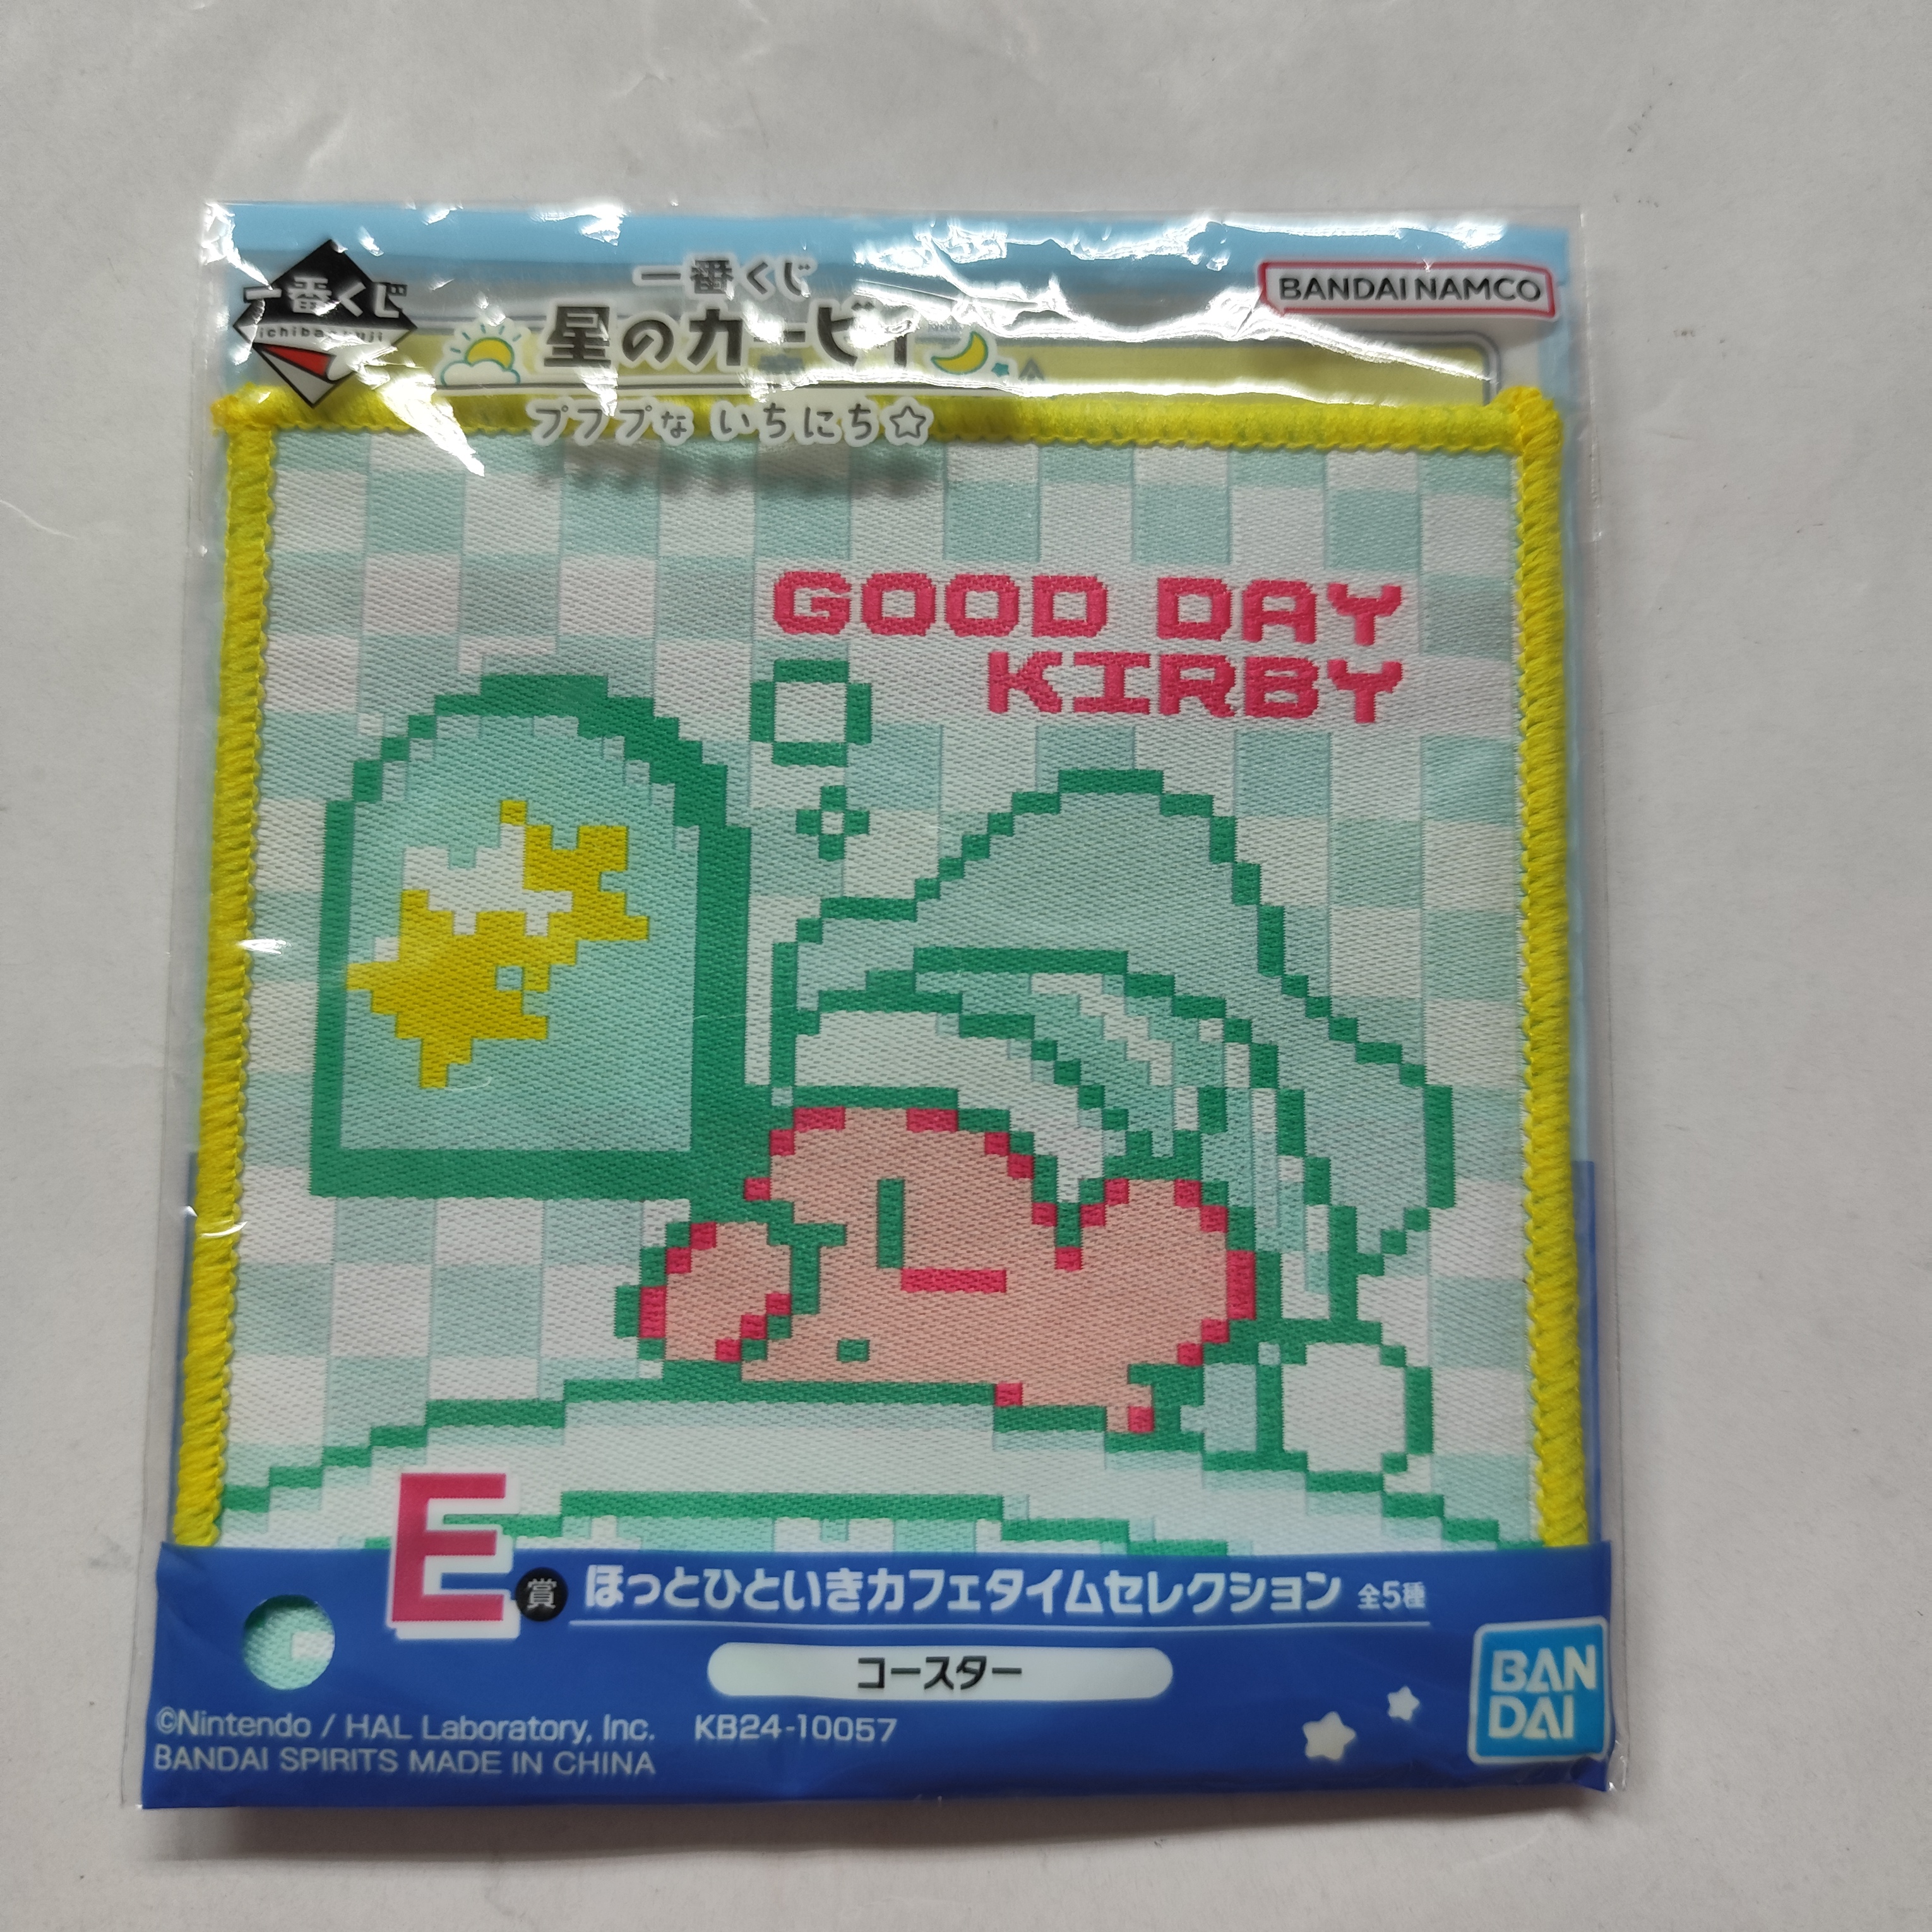 一番くじ
ichibankuji
一番くじ
星のカービィ
プププな いちにち☆
BANDAI NAMCO
GOOD DAY
KIRBY
E賞 ほっとひといきカフェタイムセレクション 全5種
コースター
©Nintendo / HAL Laboratory, Inc. KB24-10057
BANDAI SPIRITS MADE IN CHINA
BAN
DAI